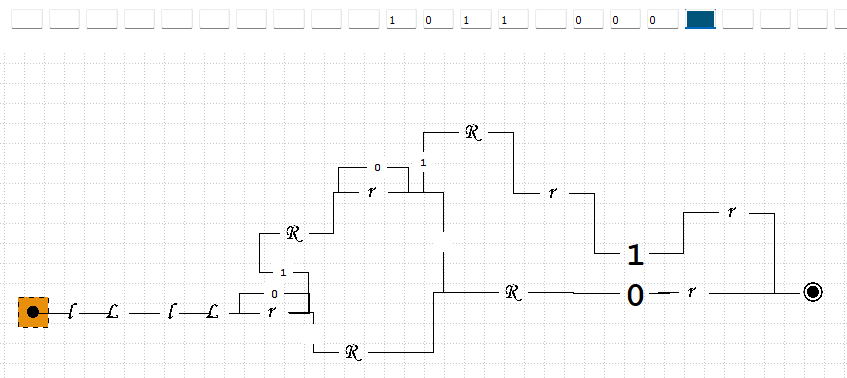 1 0 1 1 0 0 0
R
0 1
r r r
R
1 1
0 0 r
l L l L r R
R